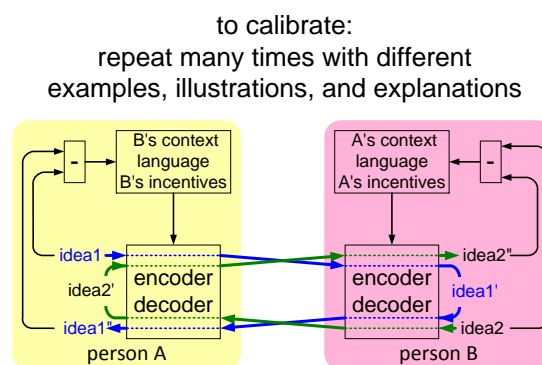 to calibrate:
repeat many times with different
examples, illustrations, and explanations
B's context
language
B's incentives
-
A's context
language
A's incentives
-
idea1
idea2'
idea1"
encoder
decoder
encoder
decoder
idea2"
idea1'
idea2
person A
person B